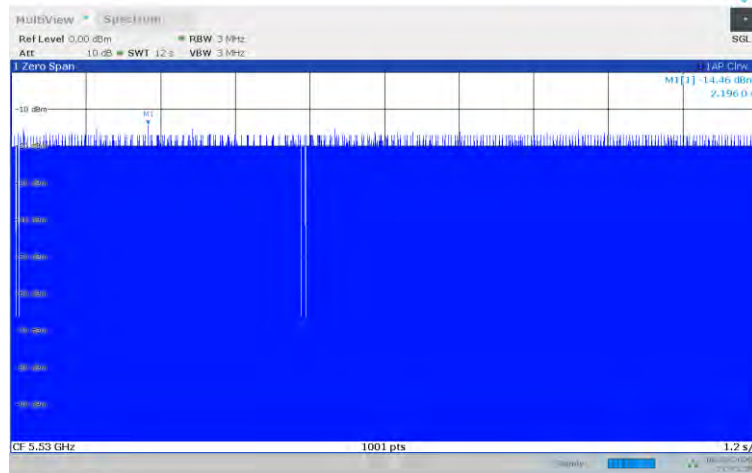 MultiView Spectrum
Ref Level 0.00 dBm RBW 3 MHz SGL
Att 10 dB SWT 12 s VBW 3 MHz
1 Zero Span 1AP Clrw
M1[1] -14.46 dBm
2.196 0 s
-10 dBm
M1
CF 5.53 GHz 1001 pts 1.2 s/